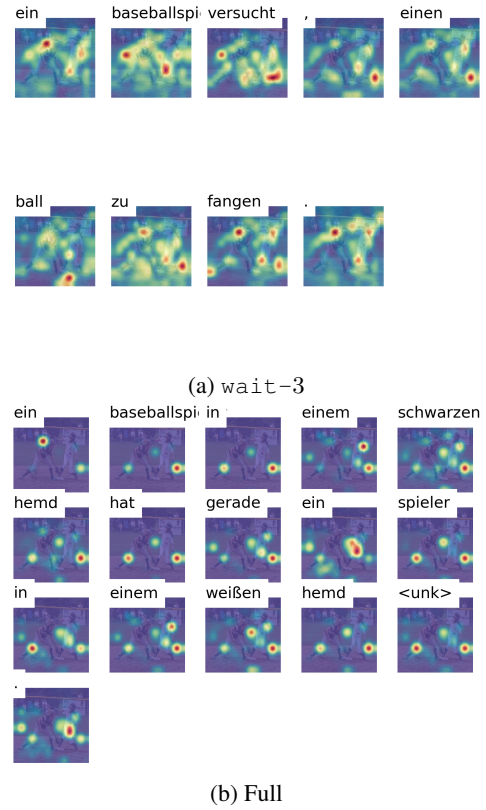 ein baseballspi versucht , einen
ball zu fangen .
(a) wait-3
ein baseballspi in einem schwarzen
hemd hat gerade ein spieler
in einem weißen hemd <unk>
.
(b) Full